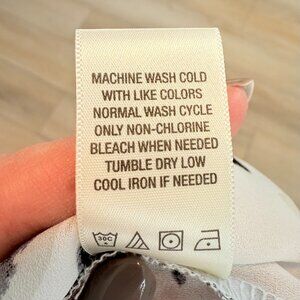 MACHINE WASH COLD
WITH LIKE COLORS
NORMAL WASH CYCLE
ONLY NON-CHLORINE
BLEACH WHEN NEEDED
TUMBLE DRY LOW
COOL IRON IF NEEDED
30C